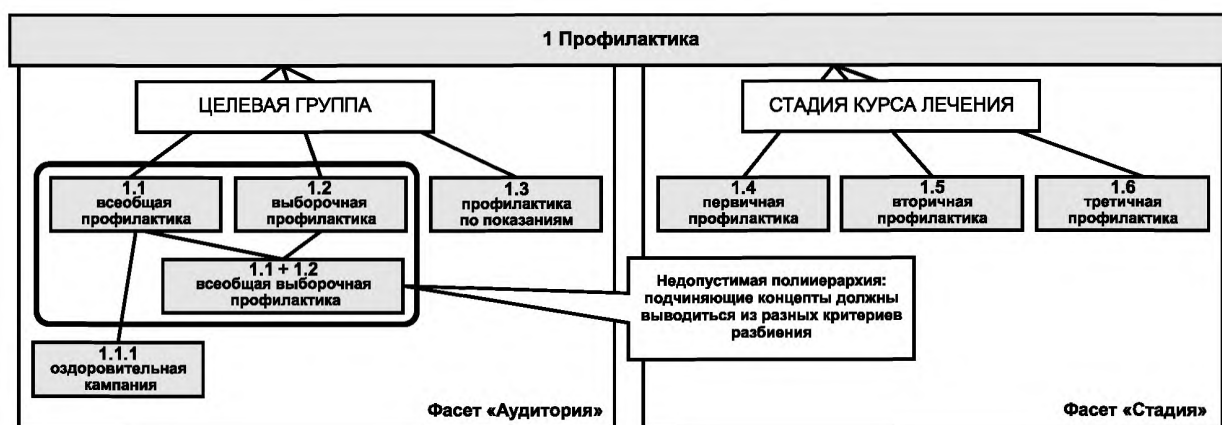 1 Профилактика
ЦЕЛЕВАЯ ГРУППА
СТАДИЯ КУРСА ЛЕЧЕНИЯ
1.1
всеобщая
профилактика
1.2
выборочная
профилактика
1.3
профилактика
по показаниям
1.4
первичная
профилактика
1.5
вторичная
профилактика
1.6
третичная
профилактика
1.1 + 1.2
всеобщая выборочная
профилактика
Недопустимая полииерархия:
подчиняющие концепты должны
выводиться из разных критериев
разбиения
1.1.1
оздоровительная
кампания
Фасет «Аудитория»
Фасет «Стадия»